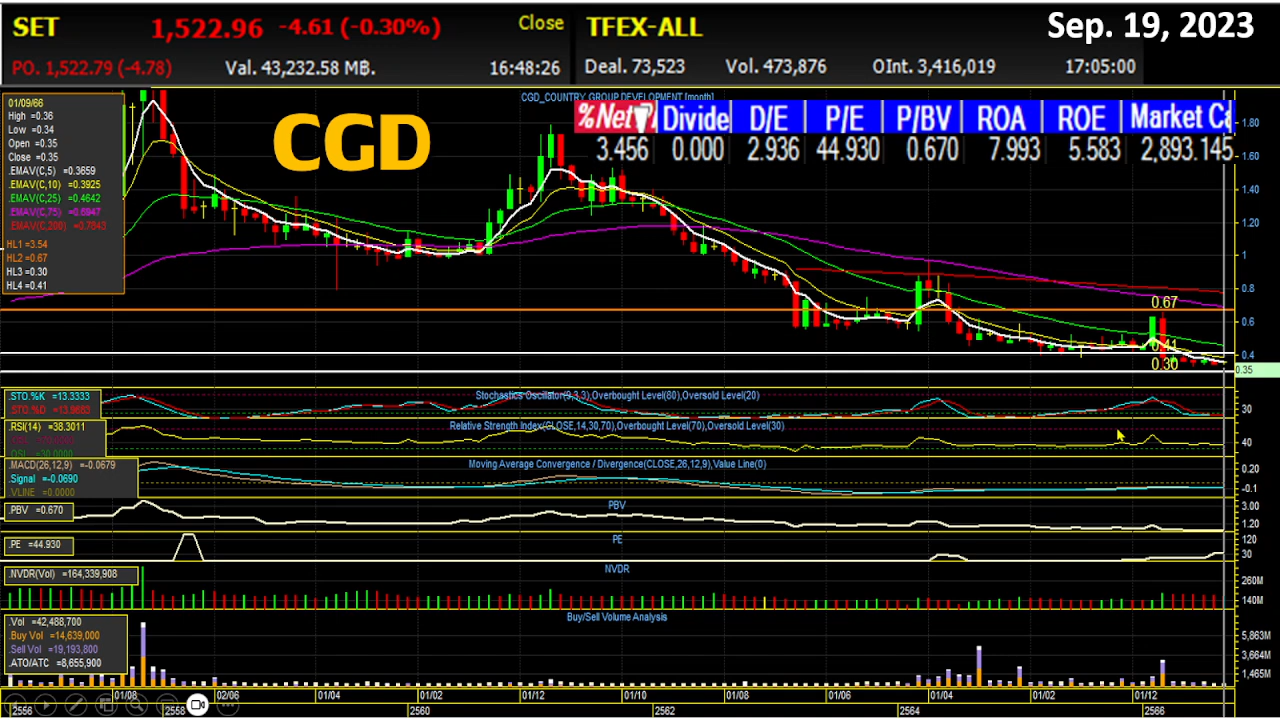 SET 1,522.96 -4.61 (-0.30%) Close TFEX-ALL Sep. 19, 2023
PO. 1,522.79 (-4.78) Val. 43,232.58 MB. 16:48:26 Deal. 73,523 Vol. 473,876 OInt. 3,416,019 17:05:00
CGD_COUNTRY GROUP DEVELOPMENT [month]
CGD
Divide D/E P/E P/BV ROA ROE Market Ca
3.456 0.000 2.936 44.930 0.670 7.993 5.583 2,893.145
01/09/66
High =0.36
Low =0.34
Open =0.35
Close =0.35
.EMAV(C,5) =0.3659
.EMAV(C,10) =0.3925
.EMAV(C,25) =0.4642
.EMAV(C,75) =0.6947
.EMAV(C,200) =0.7843
HL1 =3.54
HL2 =0.67
HL3 =0.30
HL4 =0.41
1.80
1.60
1.40
1.20
1
0.8
0.6
0.4
0.35
0.67
0.41
0.30
.STO.%K =13.3333
.STO.%D =13.9683
Stochastics Oscillator(9,3,3),Overbought Level(80),Oversold Level(20)
30
.RSI(14) =38.3011
Relative Strength Index(CLOSE,14,30,70),Overbought Level(70),Oversold Level(30)
40
.MACD(26,12,9) =-0.0679
.Signal =-0.0690
.VLINE =0.0000
Moving Average Convergence / Divergence(CLOSE,26,12,9),Value Line(0)
0.20
-0.1
.PBV =0.670
PBV
3.00
1.20
.PE =44.930
PE
120
30
.NVDR(Vol) =164,339,908
NVDR
260M
140M
.Vol =42,488,700
.Buy Vol =14,639,000
.Sell Vol =19,193,800
.ATO/ATC =8,655,900
Buy/Sell Volume Analysis
5,863M
3,664M
1,465M
01/08 02/06 01/04 01/02 01/12 01/10 01/08 01/06 01/04 01/02 01/12
2556 2558 2560 2562 2564 2566